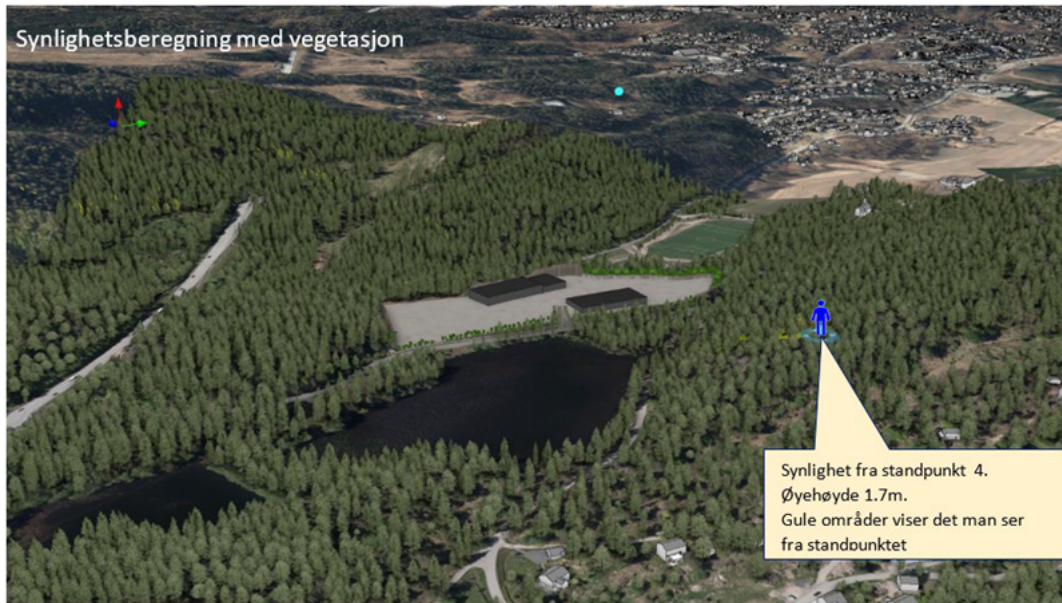 Synlighetsberegning med vegetasjon
Synlighet fra standpunkt 4.
Øyehøyde 1.7m.
Gule områder viser det man ser
fra standpunktet